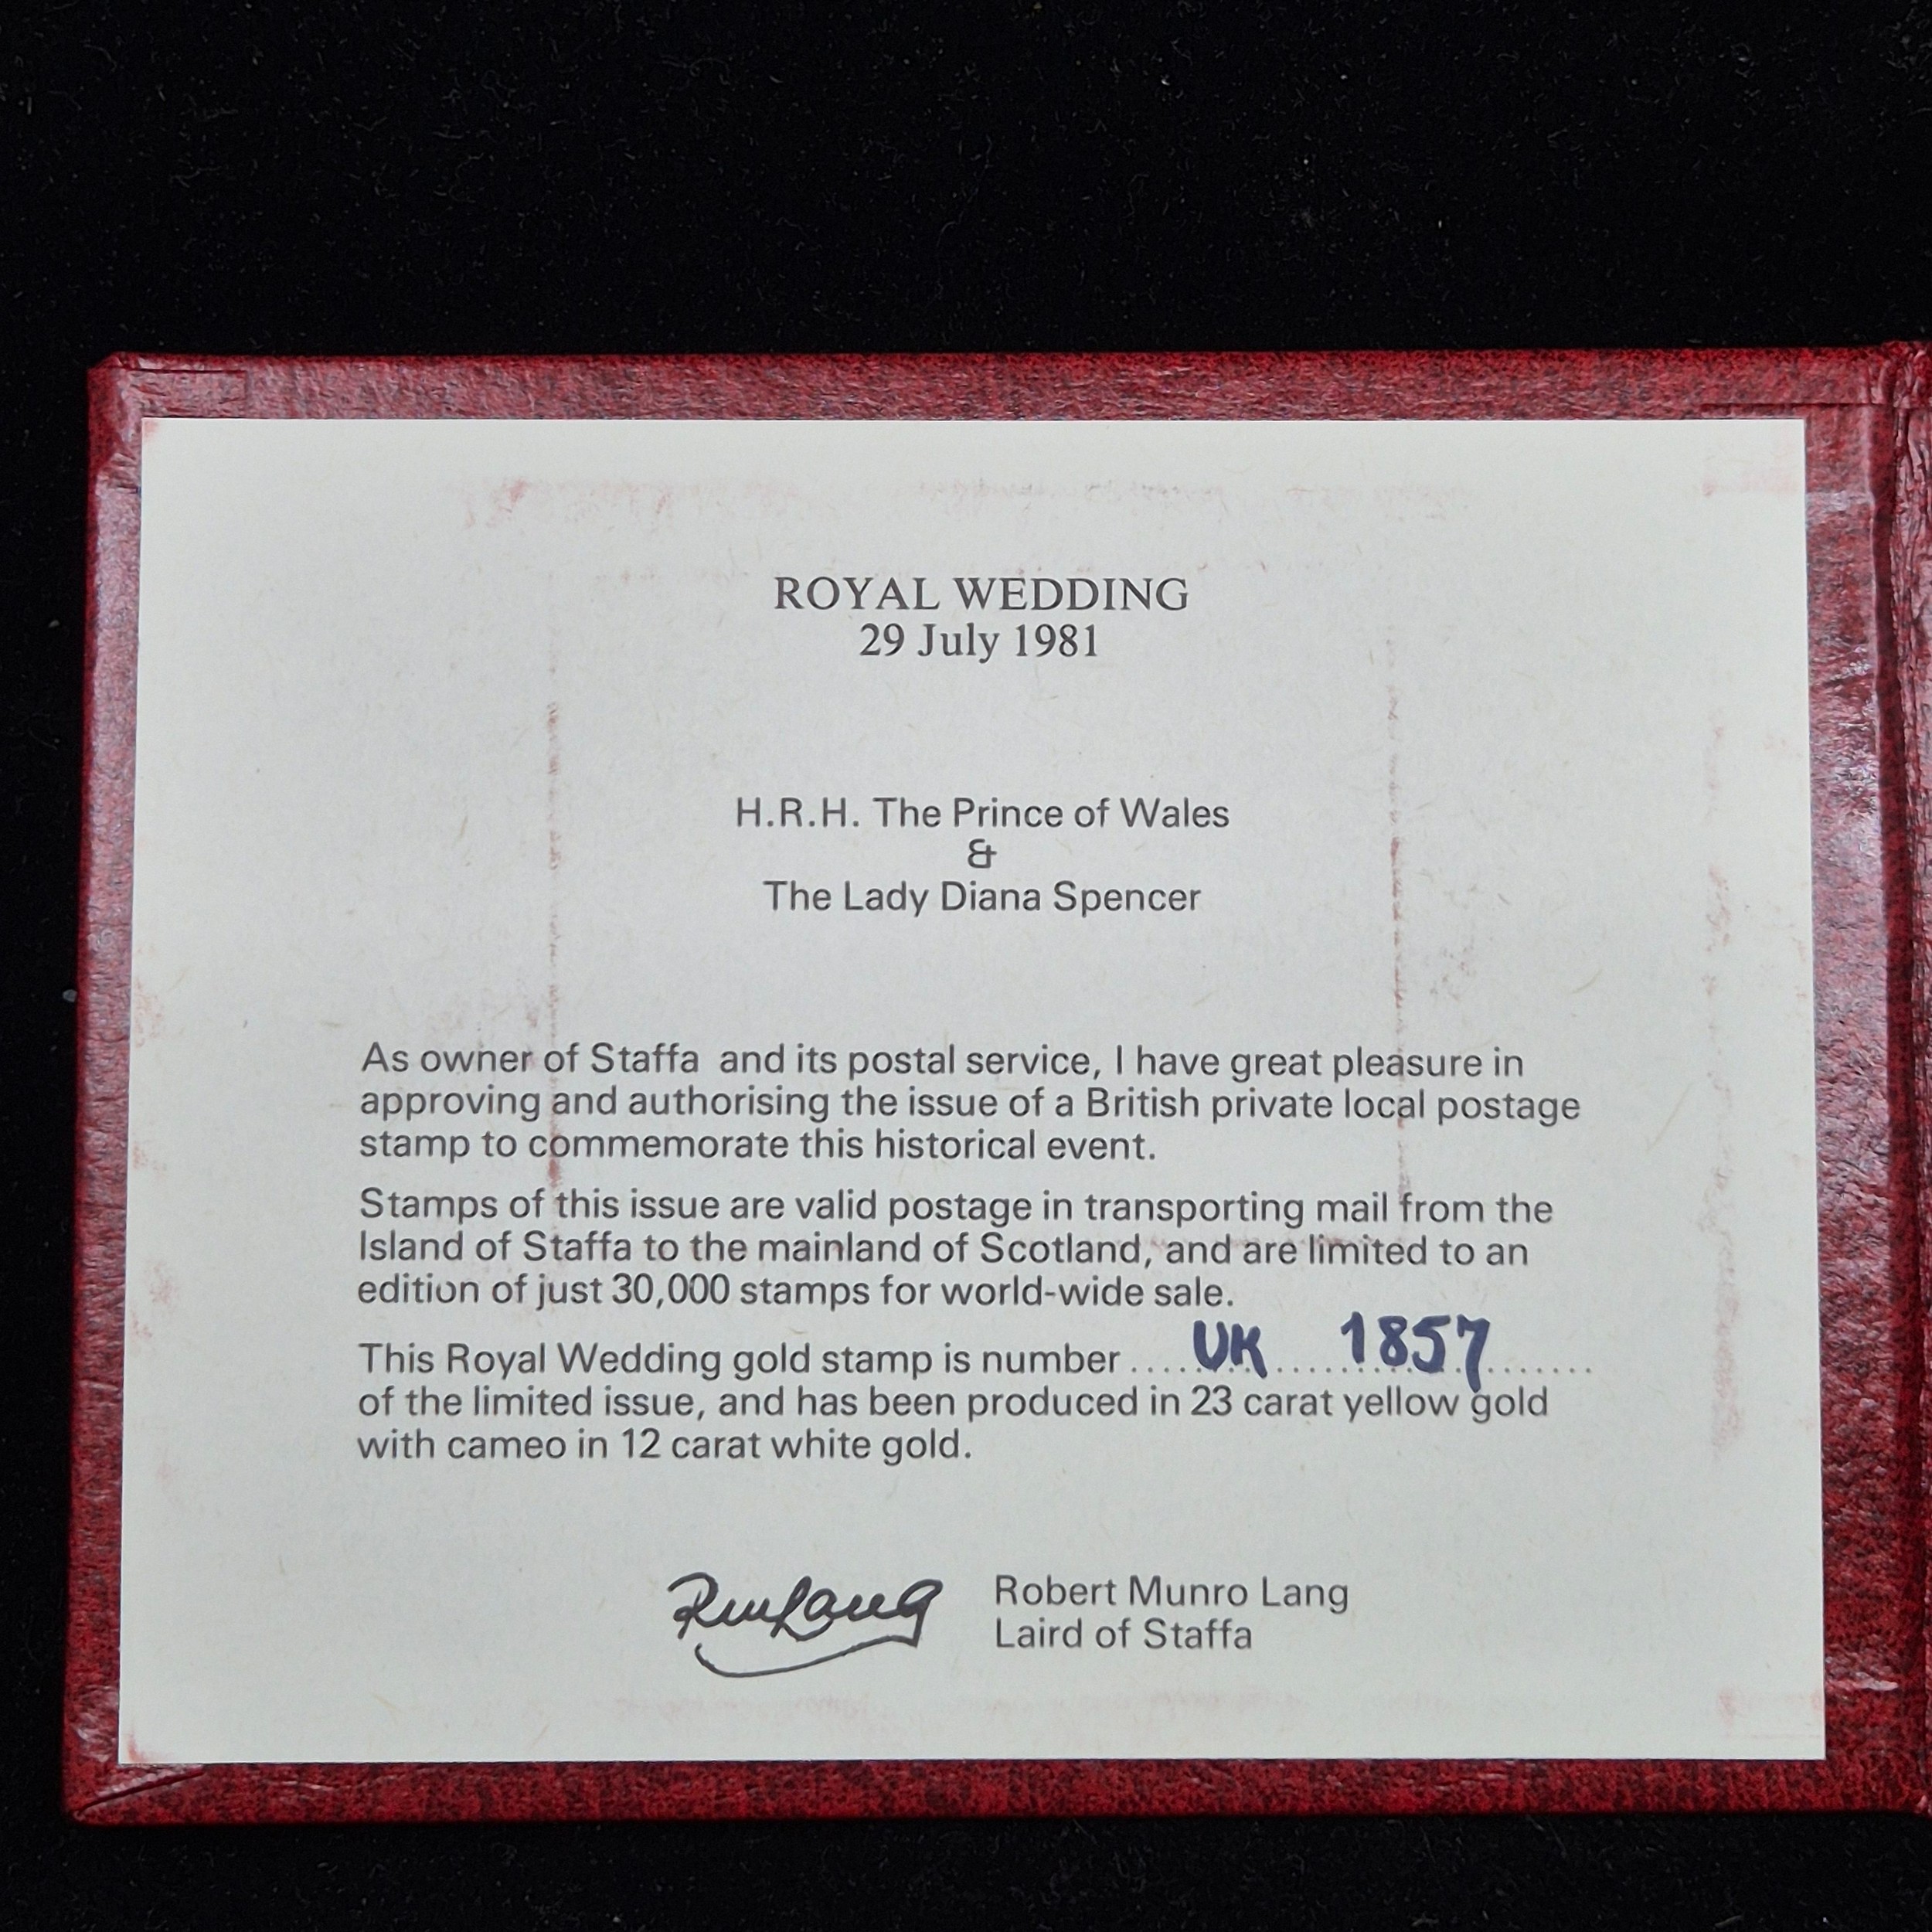 ROYAL WEDDING
29 July 1981
H.R.H. The Prince of Wales
&
The Lady Diana Spencer
As owner of Staffa and its postal service, I have great pleasure in
approving and authorising the issue of a British private local postage
stamp to commemorate this historical event.
Stamps of this issue are valid postage in transporting mail from the
Island of Staffa to the mainland of Scotland, and are limited to an
edition of just 30,000 stamps for world-wide sale.
This Royal Wedding gold stamp is number ....UK....1857.......
of the limited issue, and has been produced in 23 carat yellow gold
with cameo in 12 carat white gold.
RMLang Robert Munro Lang
Laird of Staffa